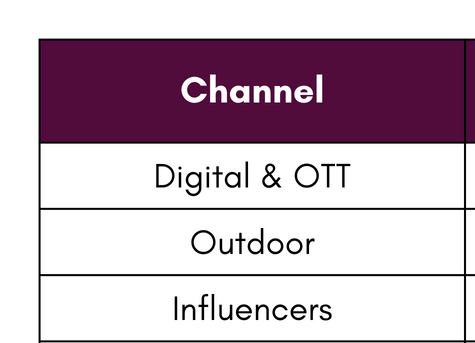 Channel
Digital & OTT
Outdoor
Influencers